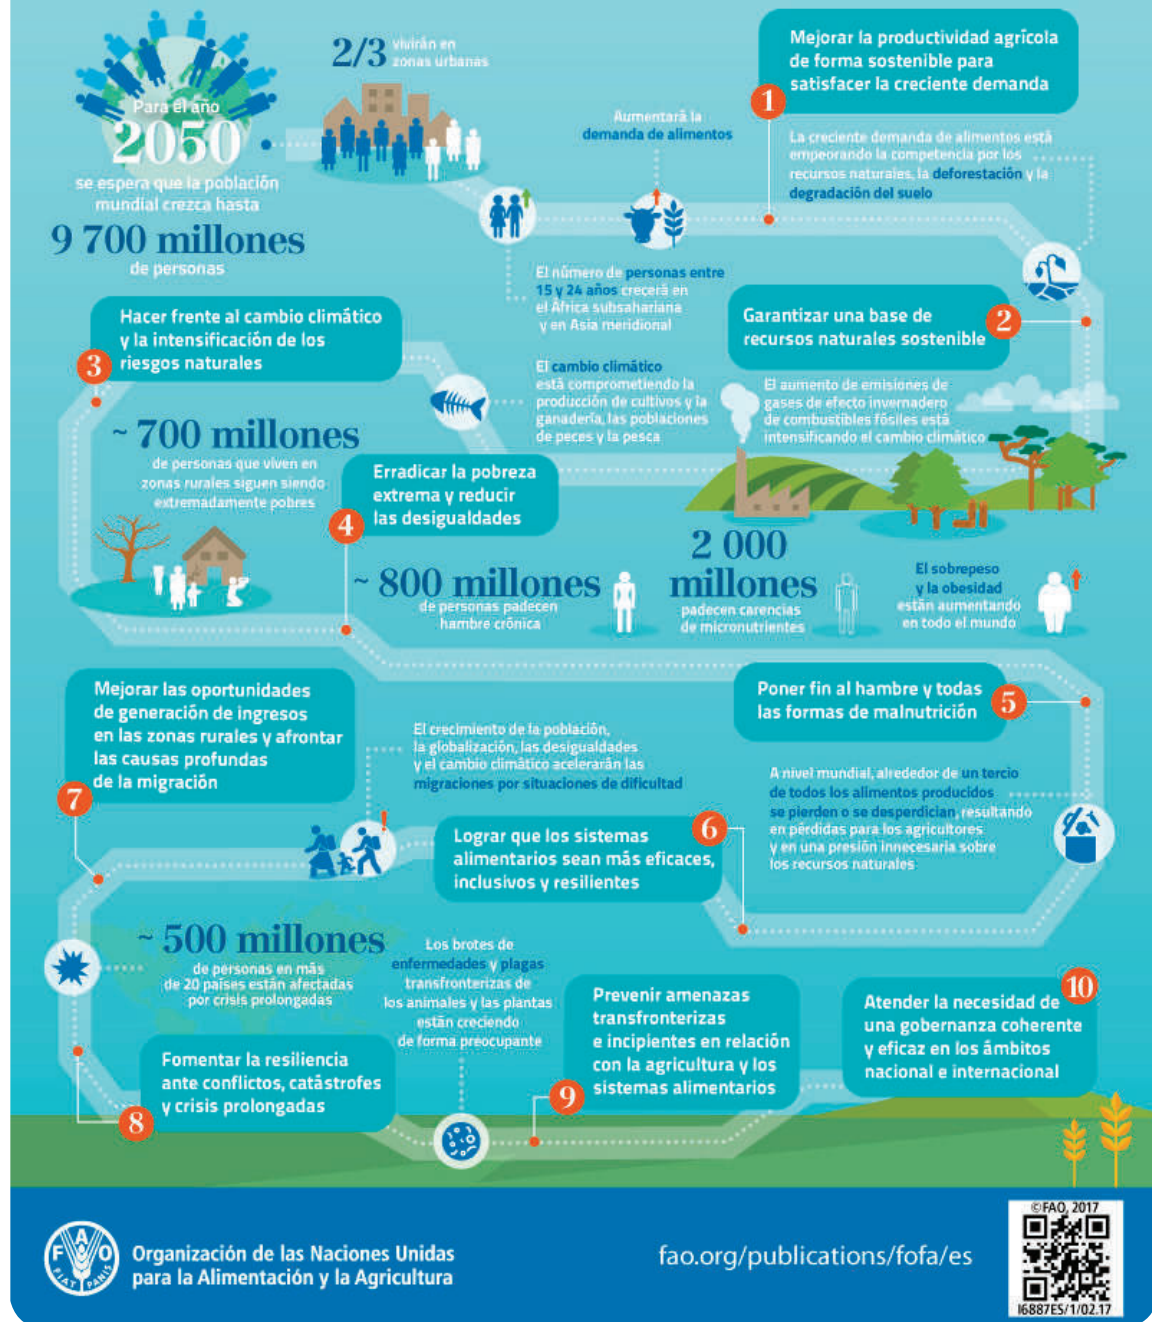 Para el año
2050
se espera que la población
mundial crezca hasta
9 700 millones
de personas
2/3 vivirán en
zonas urbanas
El número de personas entre
15 y 24 años crecerá en
el África subsahariana
y en Asia meridional
Aumentará la
demanda de alimentos
1
Mejorar la productividad agrícola
de forma sostenible para
satisfacer la creciente demanda
La creciente demanda de alimentos está
empeorando la competencia por los
recursos naturales, la deforestación y la
degradación del suelo
2
Garantizar una base de
recursos naturales sostenible
El aumento de emisiones de
gases de efecto invernadero
de combustibles fósiles está
intensificando el cambio climático
El cambio climático
está comprometiendo la
producción de cultivos y la
ganadería, las poblaciones
de peces y la pesca
3
Hacer frente al cambio climático
y la intensificación de los
riesgos naturales
~ 700 millones
de personas que viven en
zonas rurales siguen siendo
extremadamente pobres
4
Erradicar la pobreza
extrema y reducir
las desigualdades
~ 800 millones
de personas padecen
hambre crónica
2 000
millones
padecen carencias
de micronutrientes
El sobrepeso
y la obesidad
están aumentando
en todo el mundo
5
Poner fin al hambre y todas
las formas de malnutrición
A nivel mundial, alrededor de un tercio
de todos los alimentos producidos
se pierden o se desperdician, resultando
en pérdidas para los agricultores
y en una presión innecesaria sobre
los recursos naturales
6
Lograr que los sistemas
alimentarios sean más eficaces,
inclusivos y resilientes
El crecimiento de la población,
la globalización, las desigualdades
y el cambio climático acelerarán las
migraciones por situaciones de dificultad
7
Mejorar las oportunidades
de generación de ingresos
en las zonas rurales y afrontar
las causas profundas
de la migración
~ 500 millones
de personas en más
de 20 países están afectadas
por crisis prolongadas
8
Fomentar la resiliencia
ante conflictos, catástrofes
y crisis prolongadas
Los brotes de
enfermedades y plagas
transfronterizas de
los animales y las plantas
están creciendo
de forma preocupante
9
Prevenir amenazas
transfronterizas
e incipientes en relación
con la agricultura y los
sistemas alimentarios
10
Atender la necesidad de
una gobernanza coherente
y eficaz en los ámbitos
nacional e internacional
FAO
FIAT PANIS
Organización de las Naciones Unidas
para la Alimentación y la Agricultura
fao.org/publications/fofa/es
©FAO, 2017
I6887ES/1/02.17